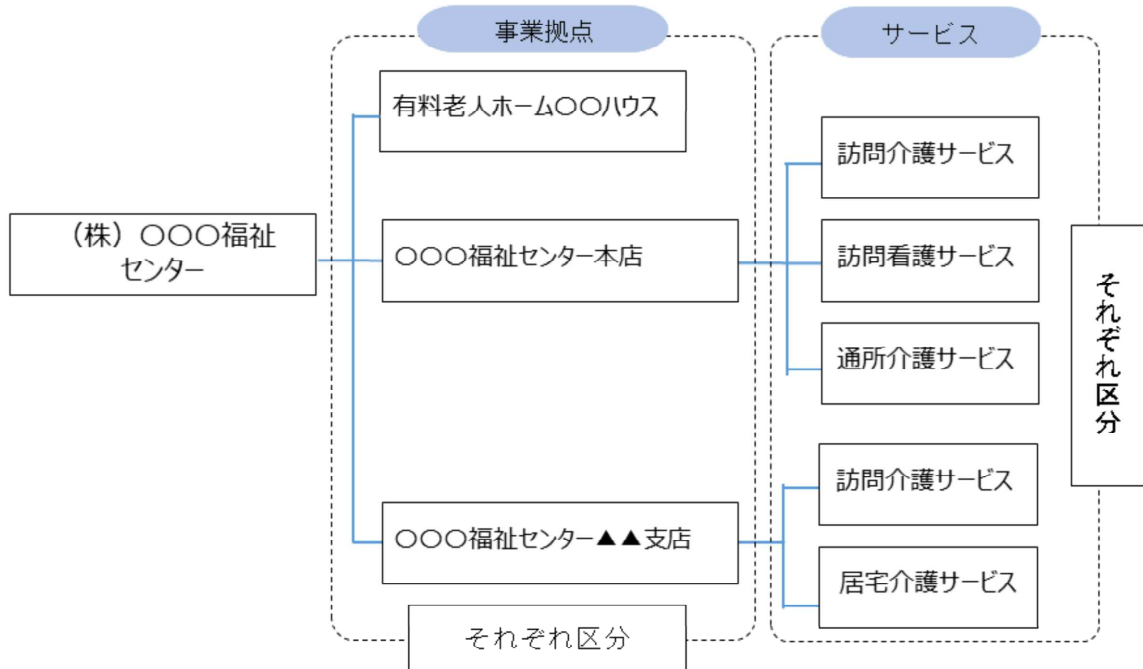 事業拠点
サービス
有料老人ホーム〇〇ハウス
(株)〇〇〇福祉
センター
〇〇〇福祉センター本店
訪問介護サービス
訪問看護サービス
通所介護サービス
〇〇〇福祉センター▲▲支店
訪問介護サービス
居宅介護サービス
それぞれ区分
それぞれ区分